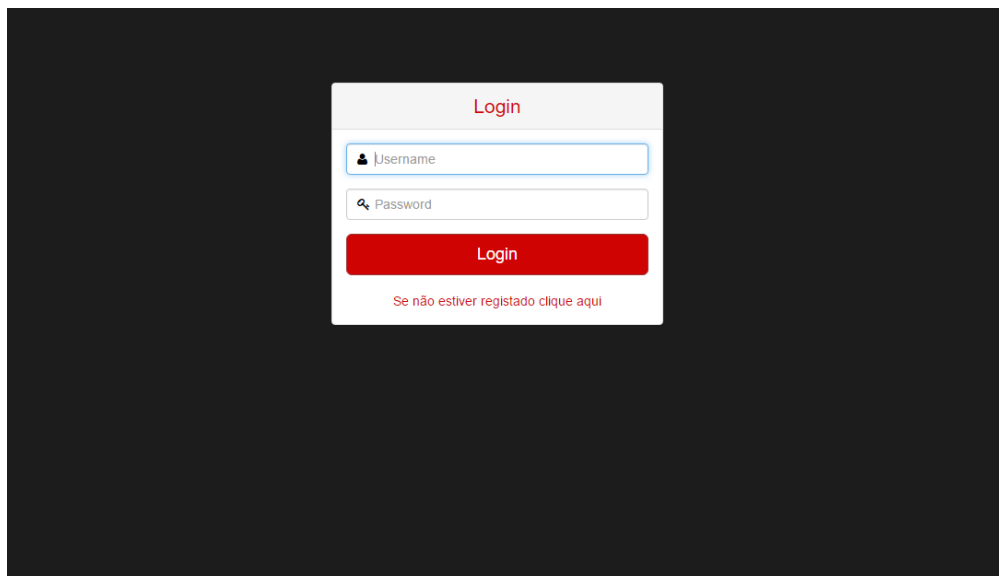 Login
Username
Password
Login
Se não estiver registado clique aqui